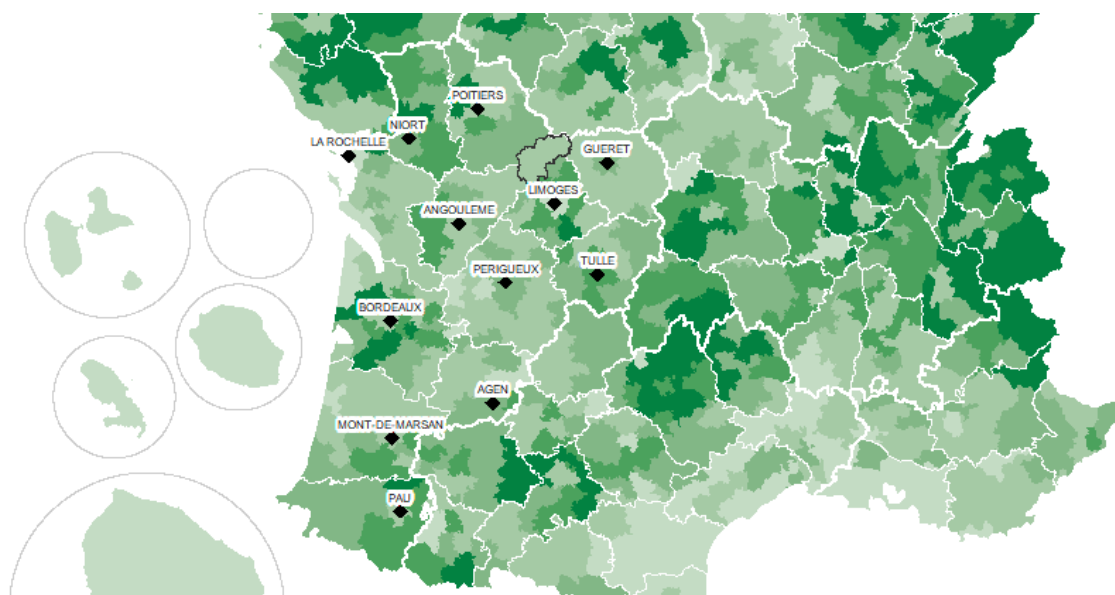 POITIERS
NIORT
LA ROCHELLE
GUERET
LIMOGES
ANGOULEME
PERIGUEUX
TULLE
BORDEAUX
AGEN
MONT-DE-MARSAN
PAU